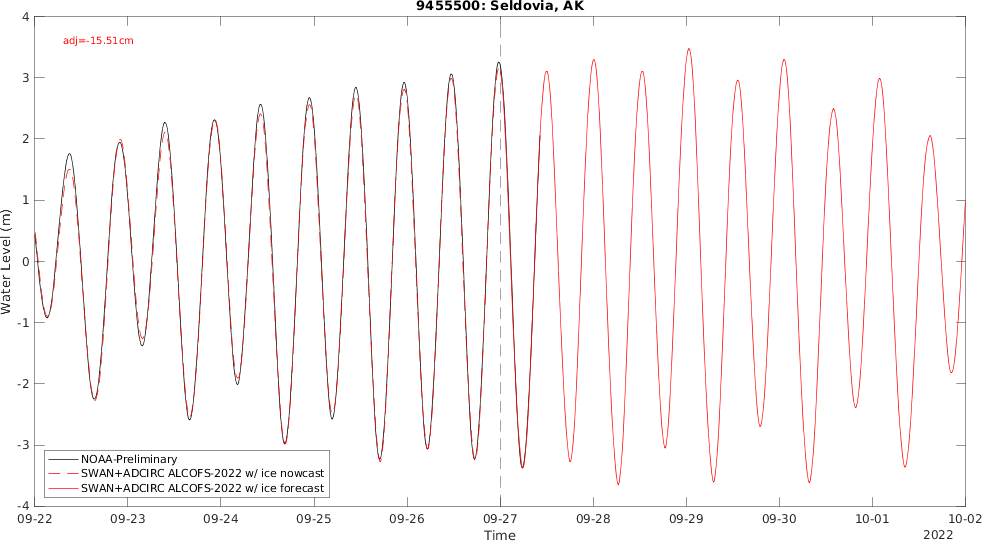 9455500: Seldovia, AK
adj=-15.51cm
Water Level (m)
4
3
2
1
0
-1
-2
-3
-4
NOAA-Preliminary
SWAN+ADCIRC ALCOFS-2022 w/ ice nowcast
SWAN+ADCIRC ALCOFS-2022 w/ ice forecast
09-22 09-23 09-24 09-25 09-26 09-27 09-28 09-29 09-30 10-01 10-02
Time
2022